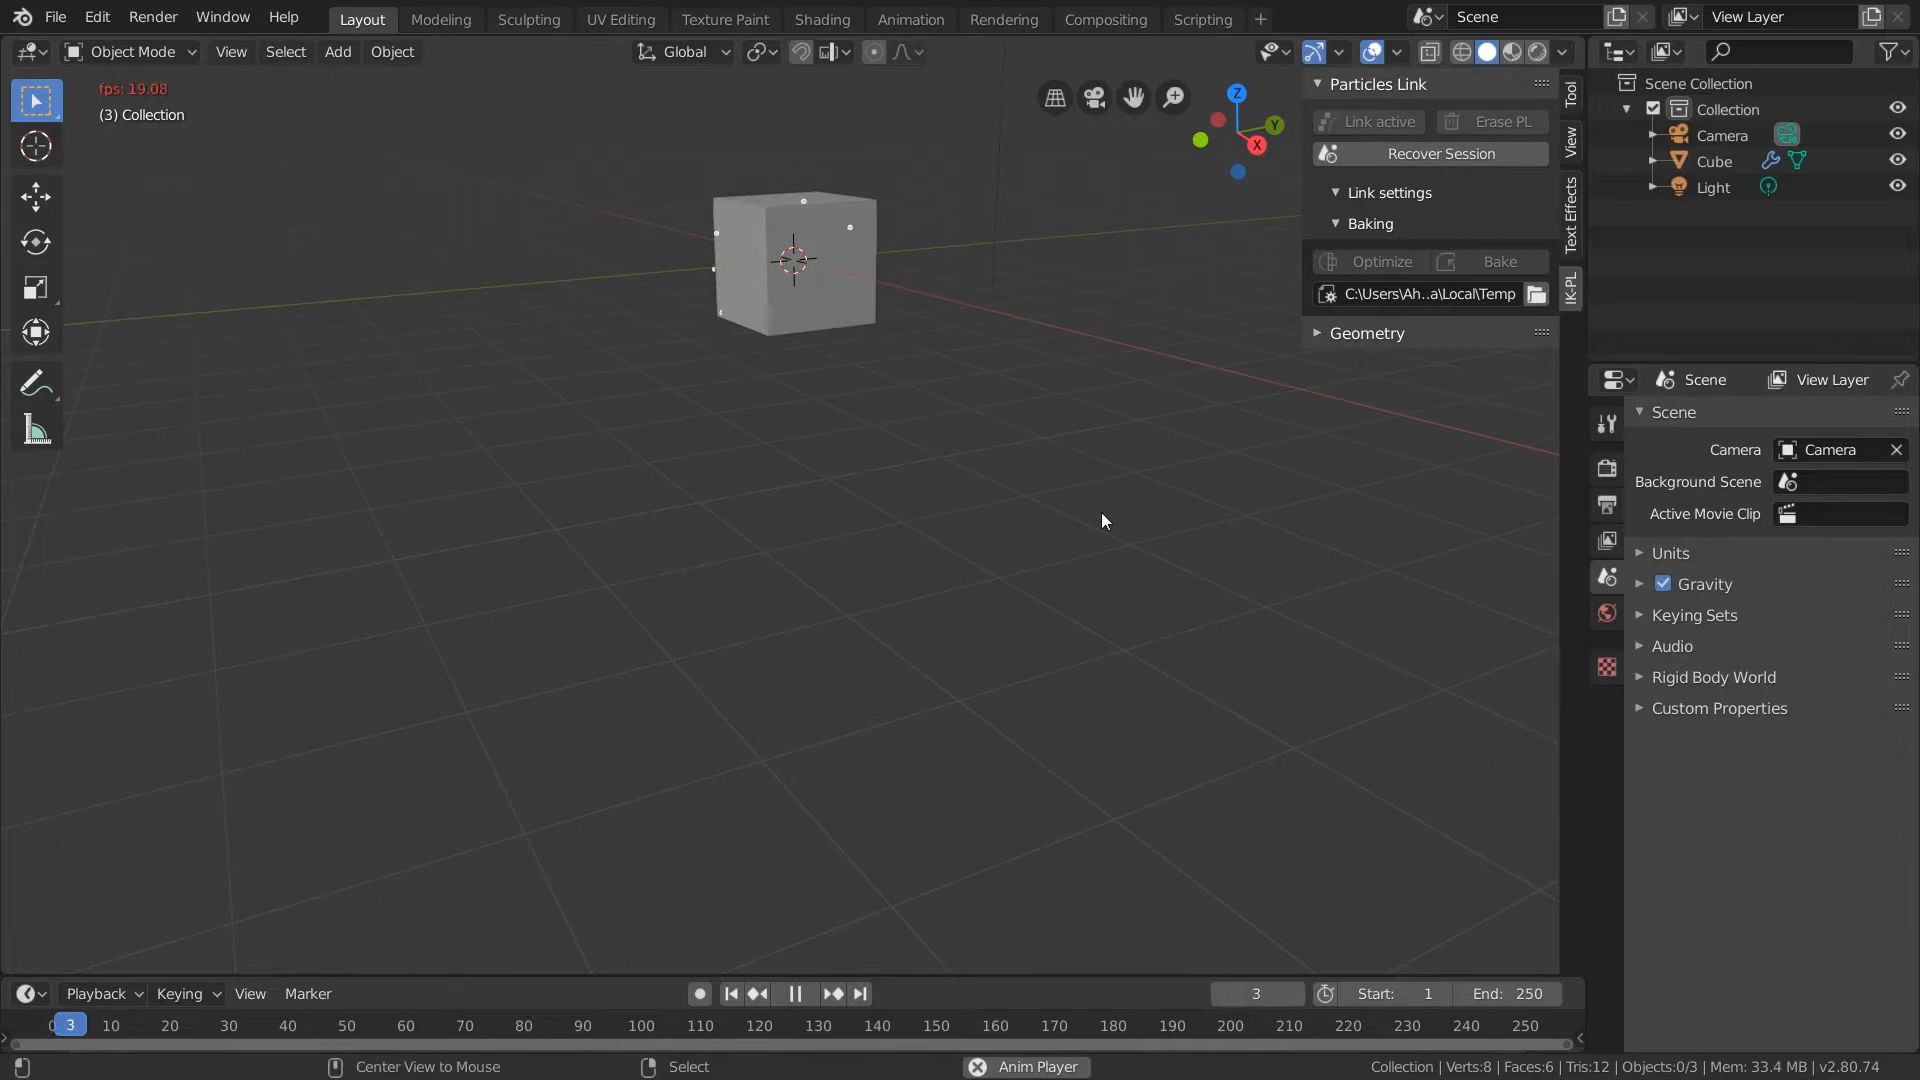 File Edit Render Window Help Layout Modeling Sculpting UV Editing Texture Paint Shading Animation Rendering Compositing Scripting + Scene View Layer
Object Mode View Select Add Object Global
fps: 19.08
(3) Collection
Z
Y
X
Particles Link
Link active Erase PL
Recover Session
Link settings
Baking
Optimize Bake
C:\Users\Ah..a\Local\Temp
Geometry
Tool
View
Text Effects
IK-PL
Scene Collection
Collection
Camera
Cube
Light
Scene View Layer
Scene
Camera Camera
Background Scene
Active Movie Clip
Units
Gravity
Keying Sets
Audio
Rigid Body World
Custom Properties
Playback Keying View Marker 3 Start: 1 End: 250
0 3 10 20 30 40 50 60 70 80 90 100 110 120 130 140 150 160 170 180 190 200 210 220 230 240 250
Center View to Mouse Select Anim Player Collection | Verts:8 | Faces:6 | Tris:12 | Objects:0/3 | Mem: 33.4 MB | v2.80.74